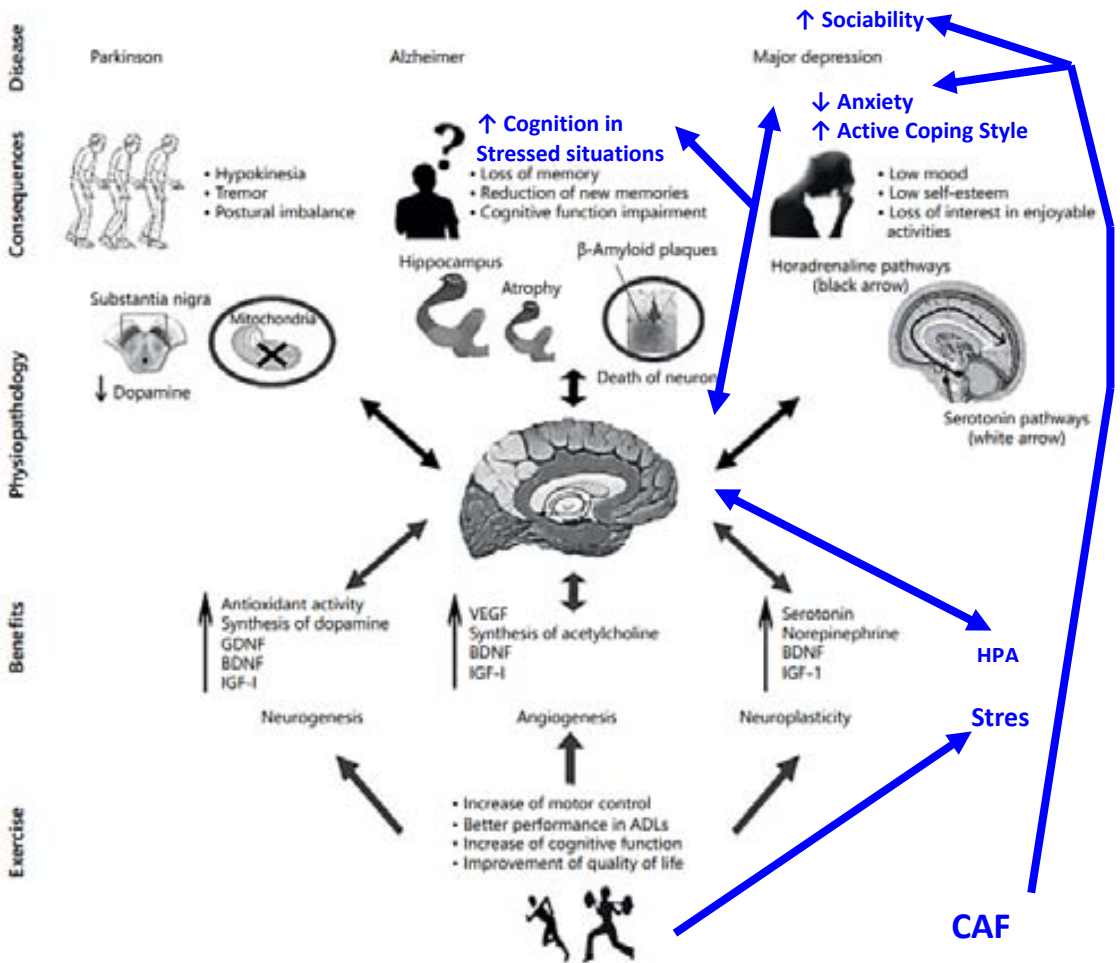 Disease
Parkinson
Alzheimer
Major depression
↑ Sociability
↓ Anxiety
↑ Active Coping Style
Consequences
• Hypokinesia
• Tremor
• Postural imbalance
?
↑ Cognition in
Stressed situations
• Loss of memory
• Reduction of new memories
• Cognitive function impairment
• Low mood
• Low self-esteem
• Loss of interest in enjoyable
activities
Physiopathology
Substantia nigra
Mitochondria
↓ Dopamine
Hippocampus
Atrophy
β-Amyloid plaques
Death of neuron
Horadrenaline pathways
(black arrow)
Serotonin pathways
(white arrow)
Benefits
Antioxidant activity
Synthesis of dopamine
GDNF
BDNF
IGF-I
VEGF
Synthesis of acetylcholine
BDNF
IGF-I
Serotonin
Norepinephrine
BDNF
IGF-1
HPA
Neurogenesis
Angiogenesis
Neuroplasticity
Stres
Exercise
• Increase of motor control
• Better performance in ADLs
• Increase of cognitive function
• Improvement of quality of life
CAF